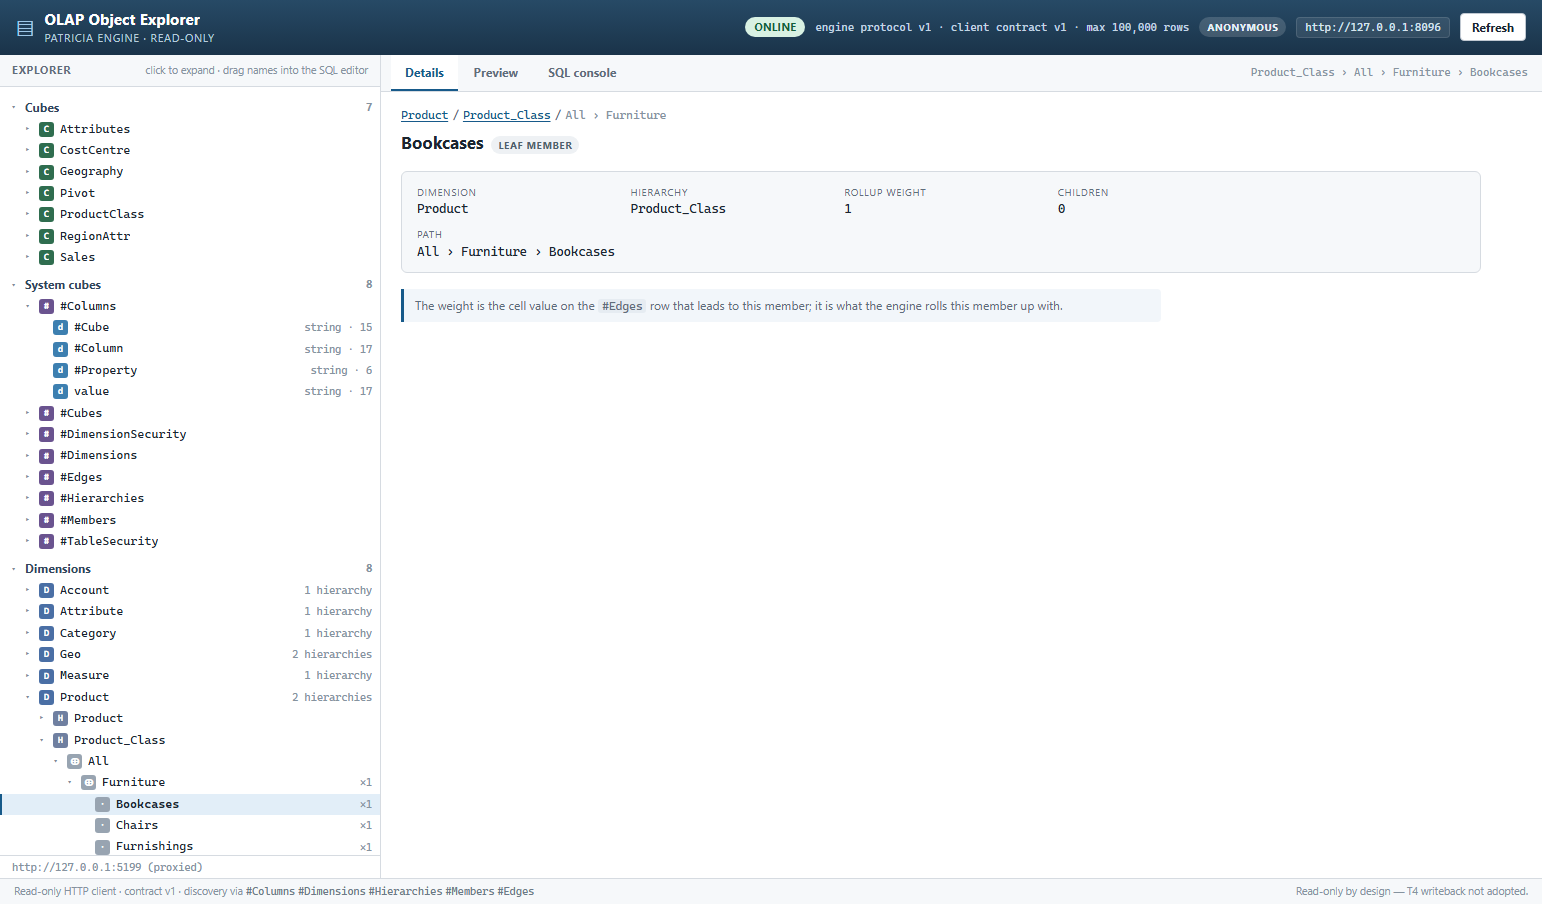 OLAP Object Explorer
PATRICIA ENGINE · READ-ONLY
ONLINE engine protocol v1 · client contract v1 · max 100,000 rows ANONYMOUS http://127.0.0.1:8096 Refresh
EXPLORER click to expand · drag names into the SQL editor
Details Preview SQL console
Product_Class › All › Furniture › Bookcases
Cubes 7
C Attributes
C CostCentre
C Geography
C Pivot
C ProductClass
C RegionAttr
C Sales
System cubes 8
# #Columns
d #Cube string · 15
d #Column string · 17
d #Property string · 6
d value string · 17
# #Cubes
# #DimensionSecurity
# #Dimensions
# #Edges
# #Hierarchies
# #Members
# #TableSecurity
Dimensions 8
D Account 1 hierarchy
D Attribute 1 hierarchy
D Category 1 hierarchy
D Geo 2 hierarchies
D Measure 1 hierarchy
D Product 2 hierarchies
H Product
H Product_Class
All
Furniture ×1
Bookcases ×1
Chairs ×1
Furnishings ×1
http://127.0.0.1:5199 (proxied)
Product / Product_Class / All › Furniture
Bookcases LEAF MEMBER
DIMENSION HIERARCHY ROLLUP WEIGHT CHILDREN
Product Product_Class 1 0
PATH
All › Furniture › Bookcases
The weight is the cell value on the #Edges row that leads to this member; it is what the engine rolls this member up with.
Read-only HTTP client · contract v1 · discovery via #Columns #Dimensions #Hierarchies #Members #Edges
Read-only by design — T4 writeback not adopted.